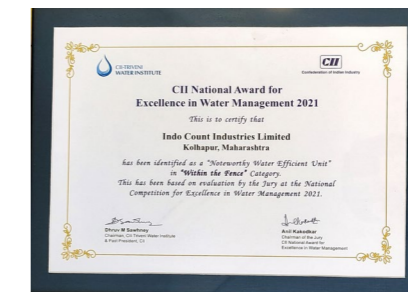 CII-TRIVENI
WATER INSTITUTE
CII
Confederation of Indian Industry
CII National Award for
Excellence in Water Management 2021
This is to certify that
Indo Count Industries Limited
Kolhapur, Maharashtra
has been identified as a "Noteworthy Water Efficient Unit"
in "Within the Fence" Category.
This has been based on evaluation by the Jury at the National
Competition for Excellence in Water Management 2021.
Dhruv M Sawhney
Chairman, CII Triveni Water Institute
& Past President, CII
Anil Kakodkar
Chairman of the Jury
CII National Award for
Excellence in Water Management